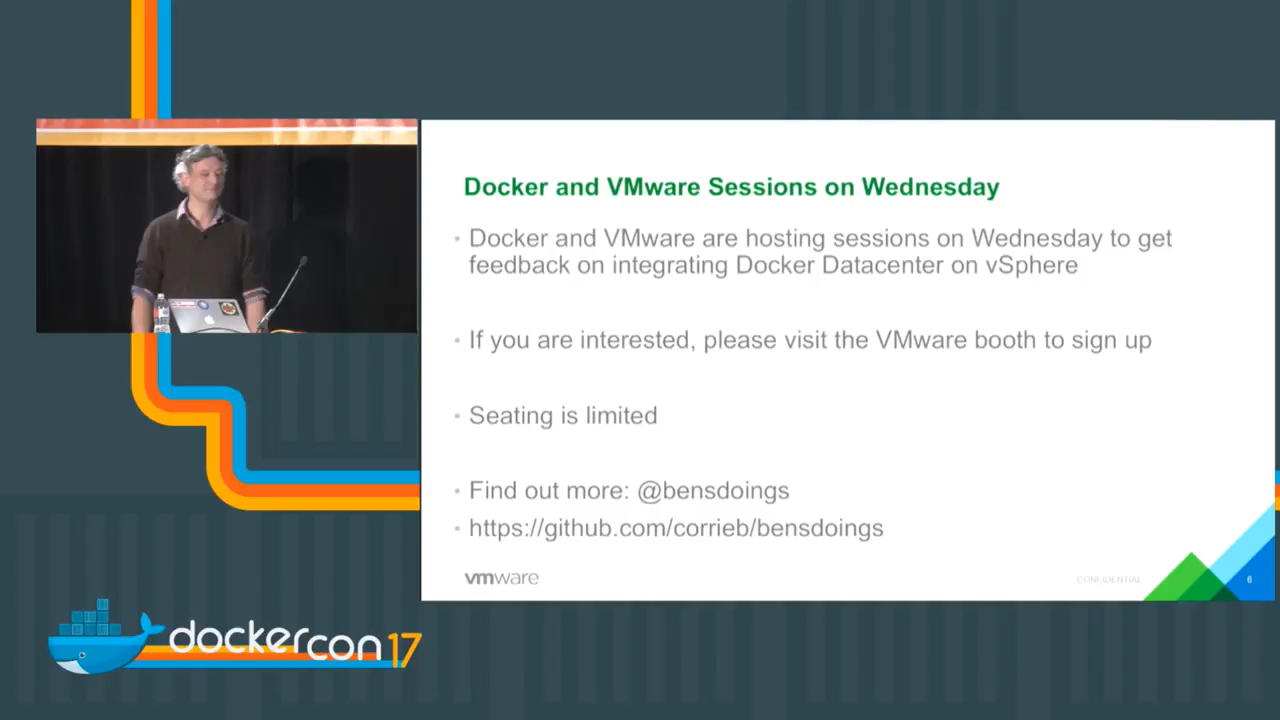 Docker and VMware Sessions on Wednesday
• Docker and VMware are hosting sessions on Wednesday to get
feedback on integrating Docker Datacenter on vSphere
• If you are interested, please visit the VMware booth to sign up
• Seating is limited
• Find out more: @bensdoings
• https://github.com/corrieb/bensdoings
vmware
CONFIDENTIAL
6
dockercon 17